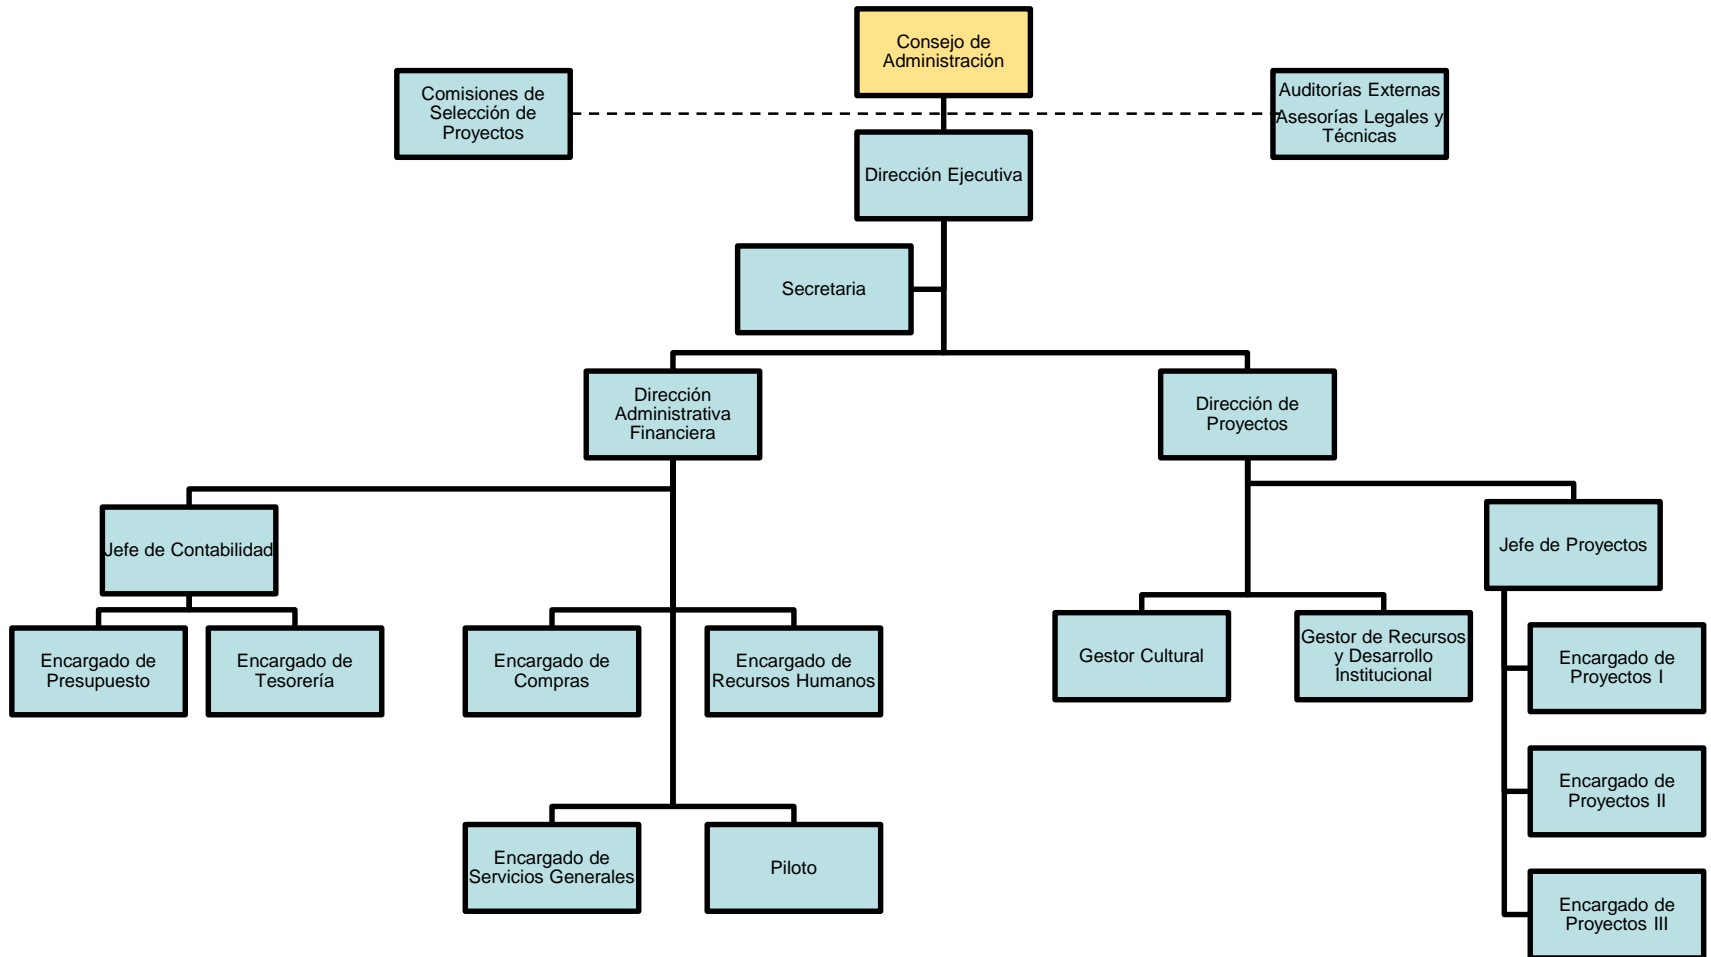 Consejo de
Administración
Comisiones de
Selección de
Proyectos
Auditorías Externas
Asesorías Legales y
Técnicas
Dirección Ejecutiva
Secretaria
Dirección
Administrativa
Financiera
Dirección de
Proyectos
Jefe de Contabilidad
Jefe de Proyectos
Encargado de
Presupuesto
Encargado de
Tesorería
Encargado de
Compras
Encargado de
Recursos Humanos
Gestor Cultural
Gestor de Recursos
y Desarrollo
Institucional
Encargado de
Proyectos I
Encargado de
Proyectos II
Encargado de
Servicios Generales
Piloto
Encargado de
Proyectos III